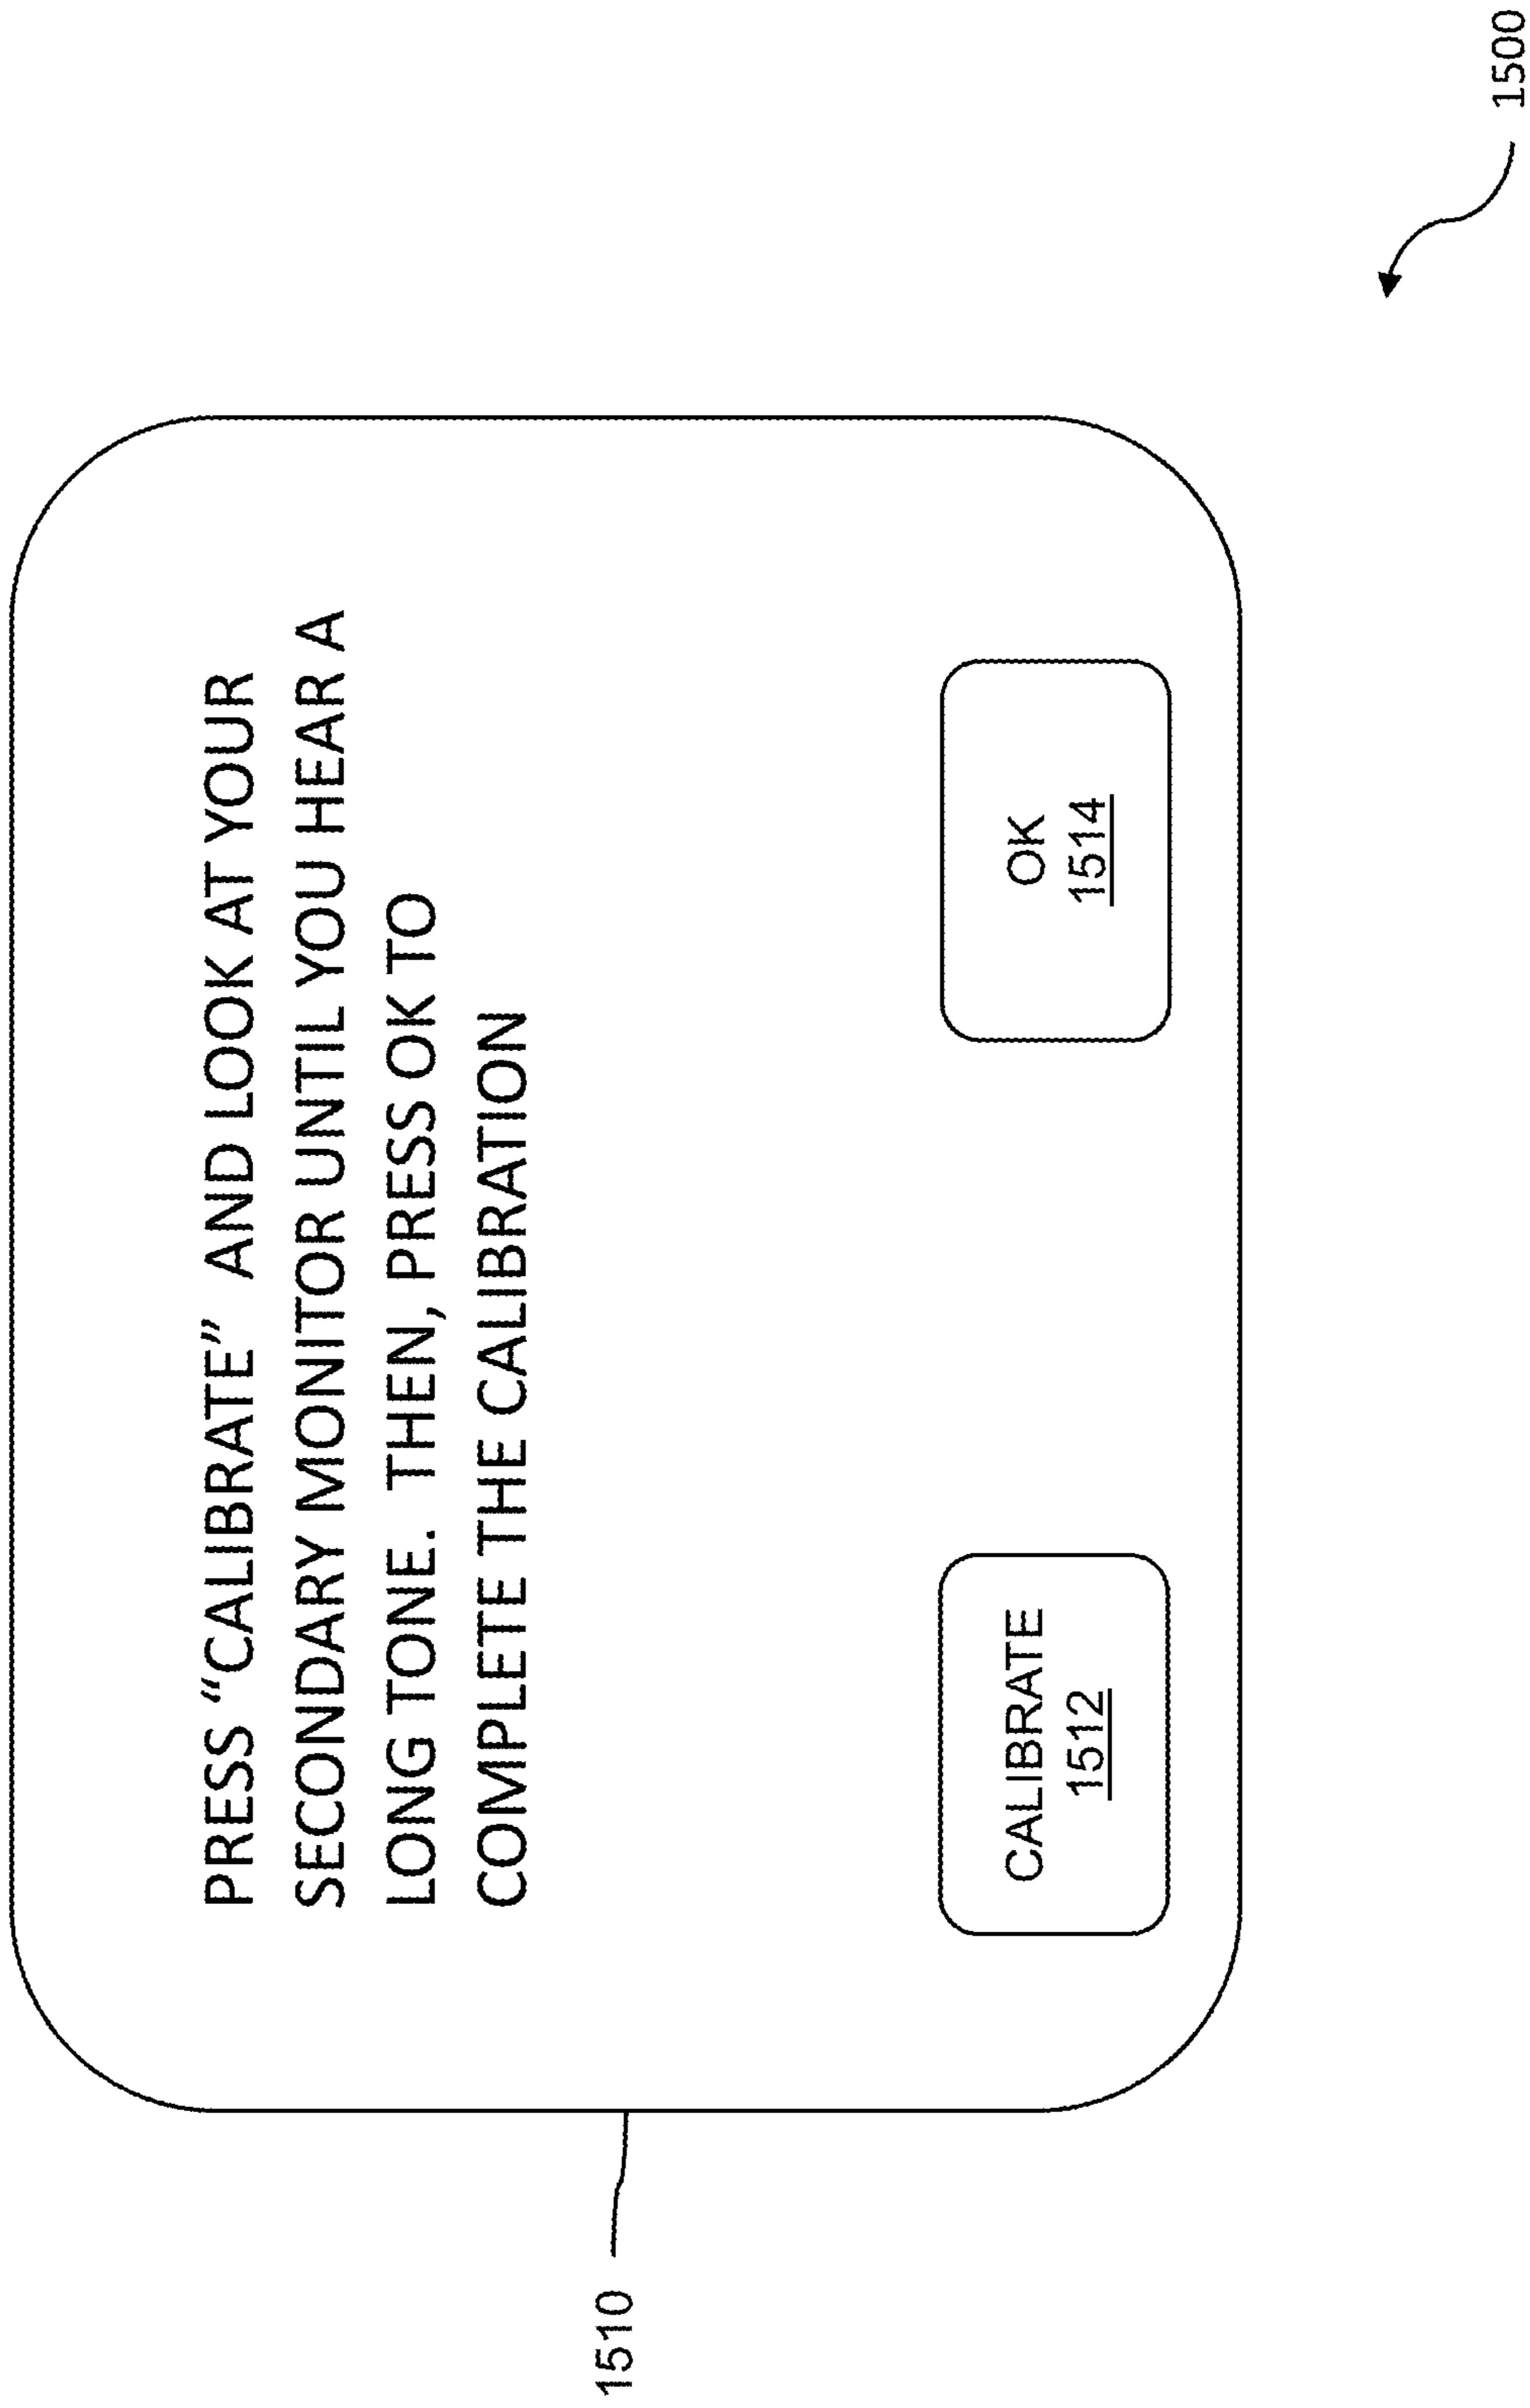 PRESS “CALIBRATE”  AND LOOK AT YOUR
SECONDARY MONITOR UNTIL YOU HEAR A
LONG TONE.  THEN, PRESS OK TO
COMPLETE THE CALIBRATION
CALIBRATE
1512
OK
1514
1510
1500